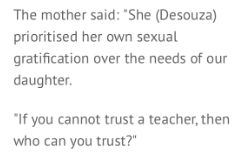 The mother said: "She (Desouza)
prioritised her own sexual
gratification over the needs of our
daughter.
"If you cannot trust a teacher, then
who can you trust?"